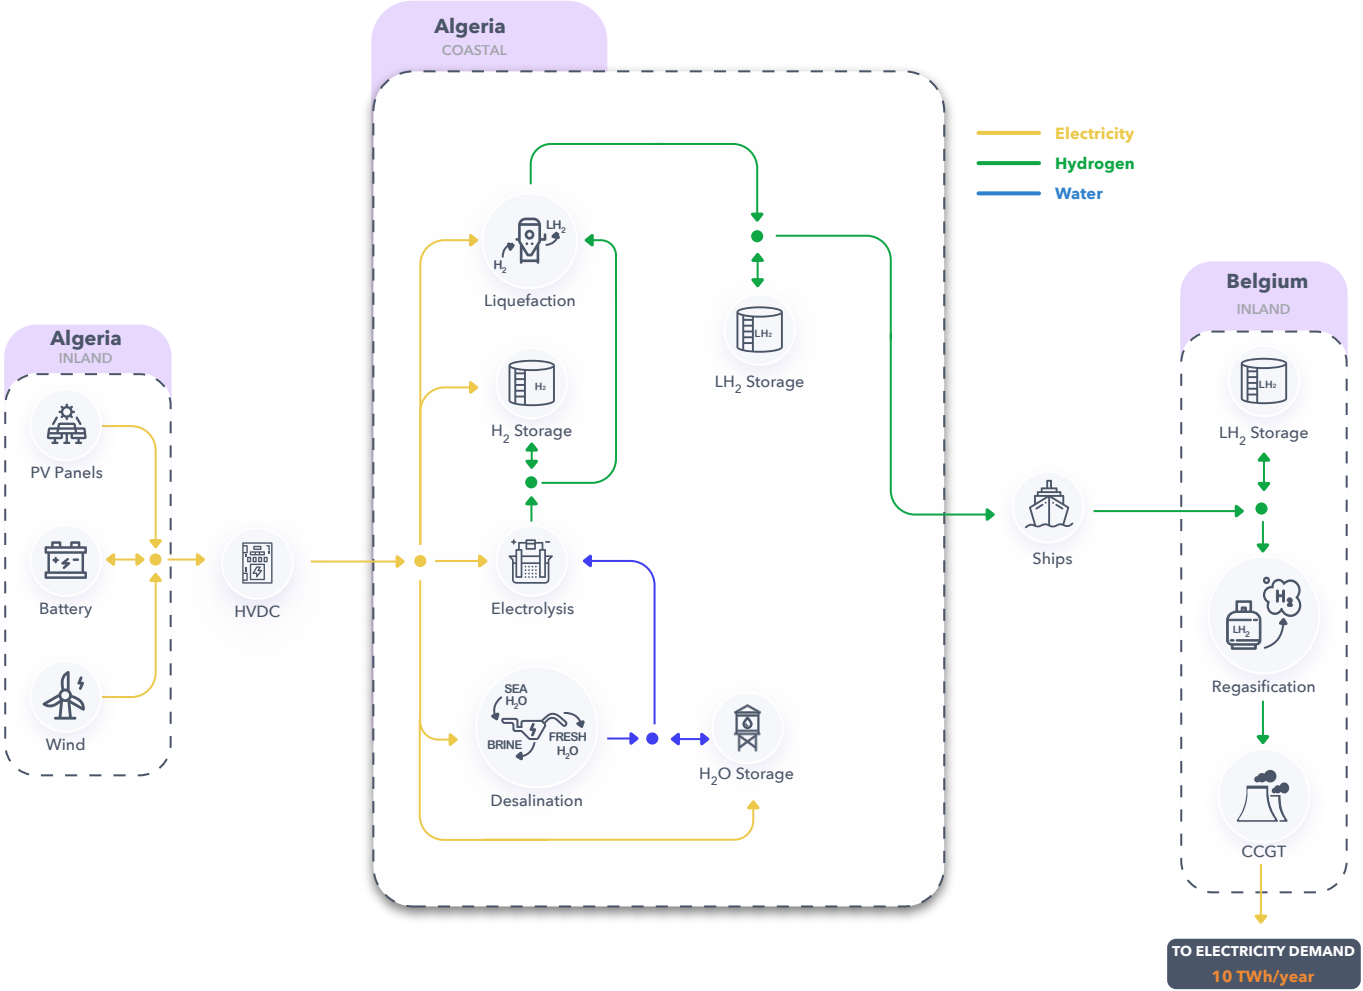 Algeria
COASTAL
Electricity
Hydrogen
Water
LH2
H2
Liquefaction
LH2
LH2 Storage
Belgium
INLAND
Algeria
INLAND
PV Panels
H2
H2 Storage
LH2
LH2 Storage
Battery
HVDC
Electrolysis
Ships
H2
LH2
Regasification
Wind
SEA
H2O
BRINE
FRESH
H2O
Desalination
H2O Storage
CCGT
TO ELECTRICITY DEMAND
10 TWh/year